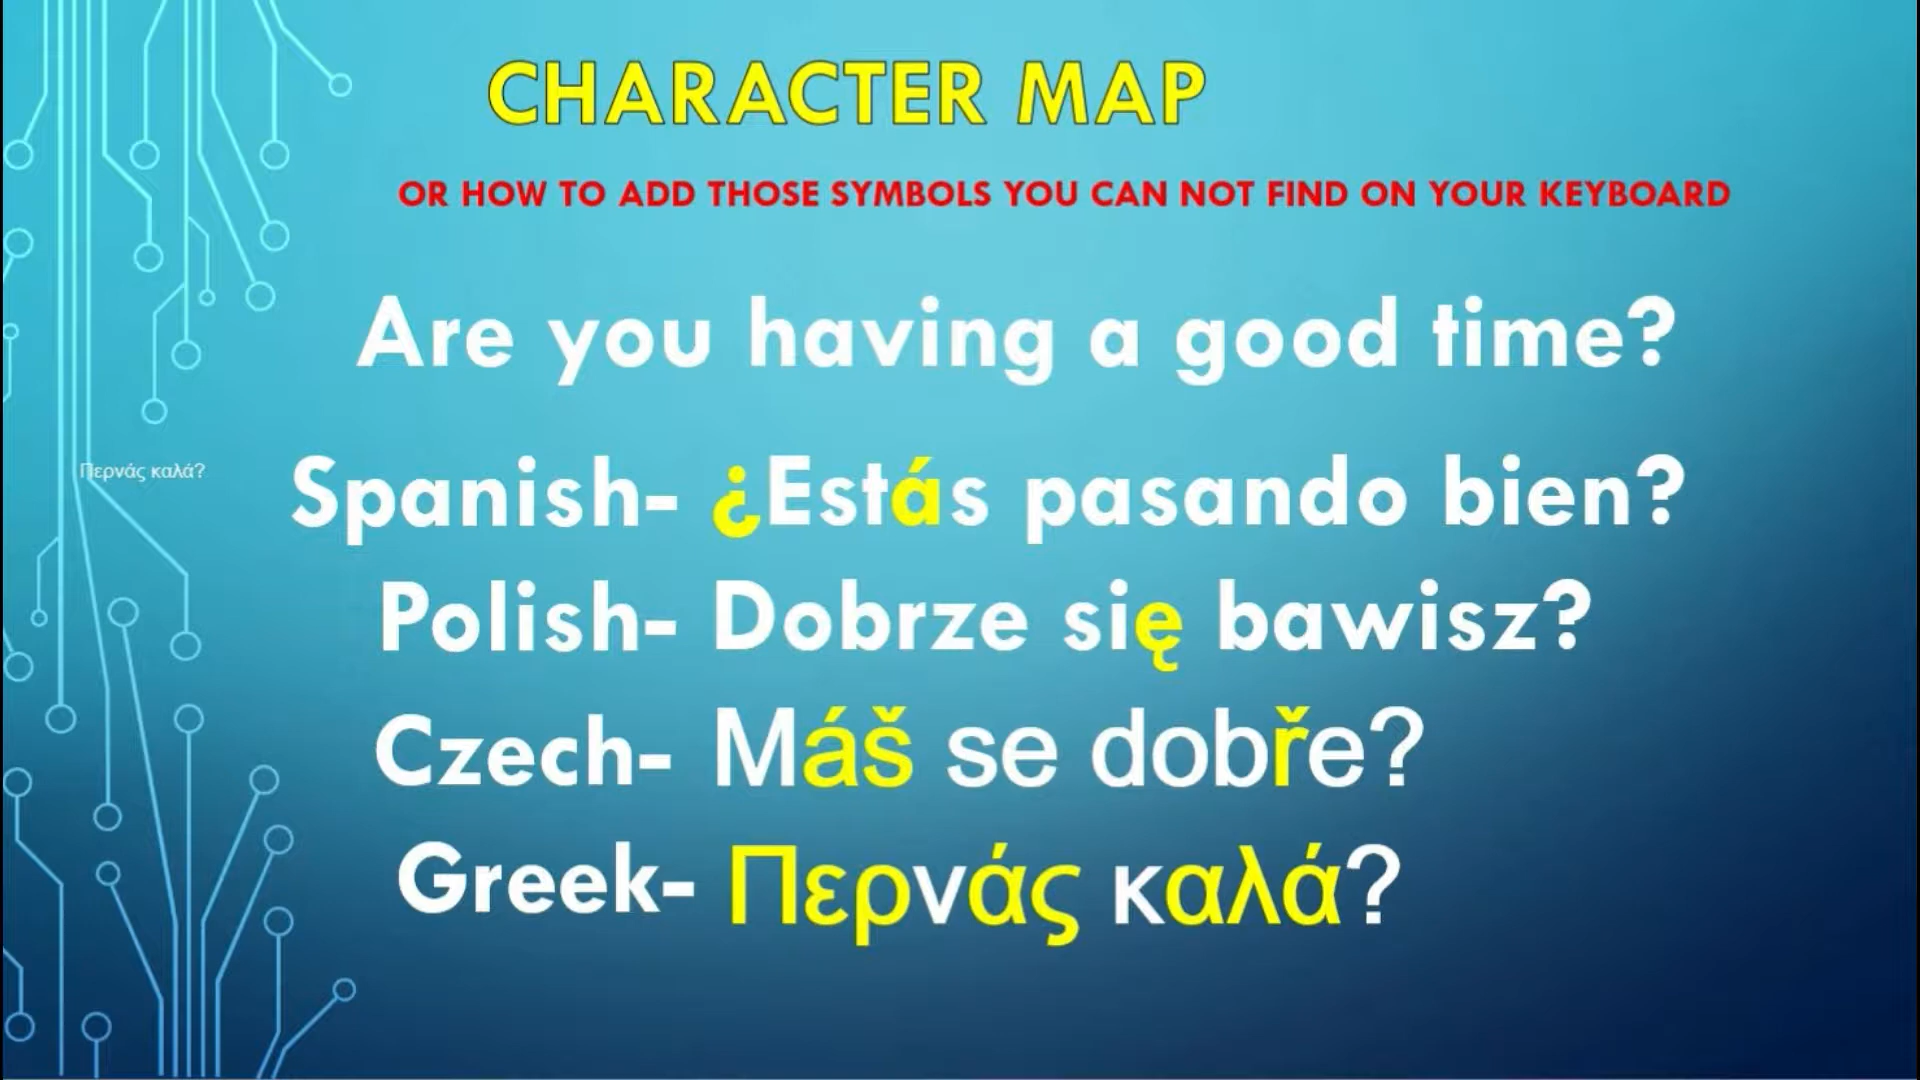 CHARACTER MAP
OR HOW TO ADD THOSE SYMBOLS YOU CAN NOT FIND ON YOUR KEYBOARD
Are you having a good time?
Περνάς καλά?
Spanish- ¿Estás pasando bien?
Polish- Dobrze się bawisz?
Czech- Máš se dobře?
Greek- Περνάς καλά?